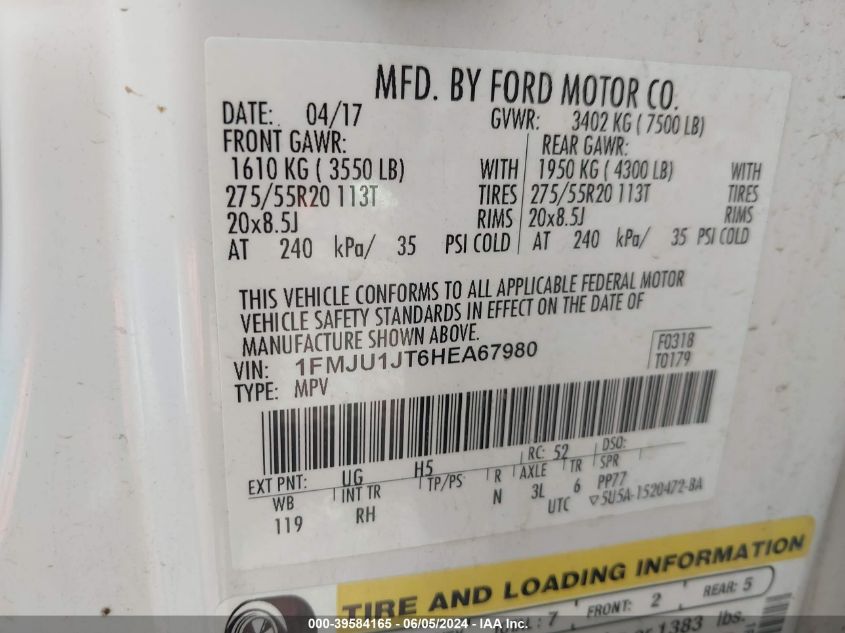 MFD. BY FORD MOTOR CO.
DATE: 04/17 GVWR: 3402 KG ( 7500 LB)
FRONT GAWR: REAR GAWR:
1610 KG ( 3550 LB) WITH 1950 KG ( 4300 LB) WITH
275/55R20 113T TIRES 275/55R20 113T TIRES
20x8.5J RIMS 20x8.5J RIMS
AT 240 kPa/ 35 PSI COLD AT 240 kPa/ 35 PSI COLD
THIS VEHICLE CONFORMS TO ALL APPLICABLE FEDERAL MOTOR
VEHICLE SAFETY STANDARDS IN EFFECT ON THE DATE OF
MANUFACTURE SHOWN ABOVE.
VIN: 1FMJU1JT6HEA67980 F0318
TYPE: MPV T0179
EXT PNT: UG H5 RC: 52 DSO:
WB INT TR TP/PS R AXLE TR SPR
119 RH N 3L 6 PP77
UTC ▽5U5A-1520472-BA
TIRE AND LOADING INFORMATION
: 7 FRONT: 2 REAR: 5
1383 lbs.
000-39584165 - 06/05/2024 - IAA Inc.